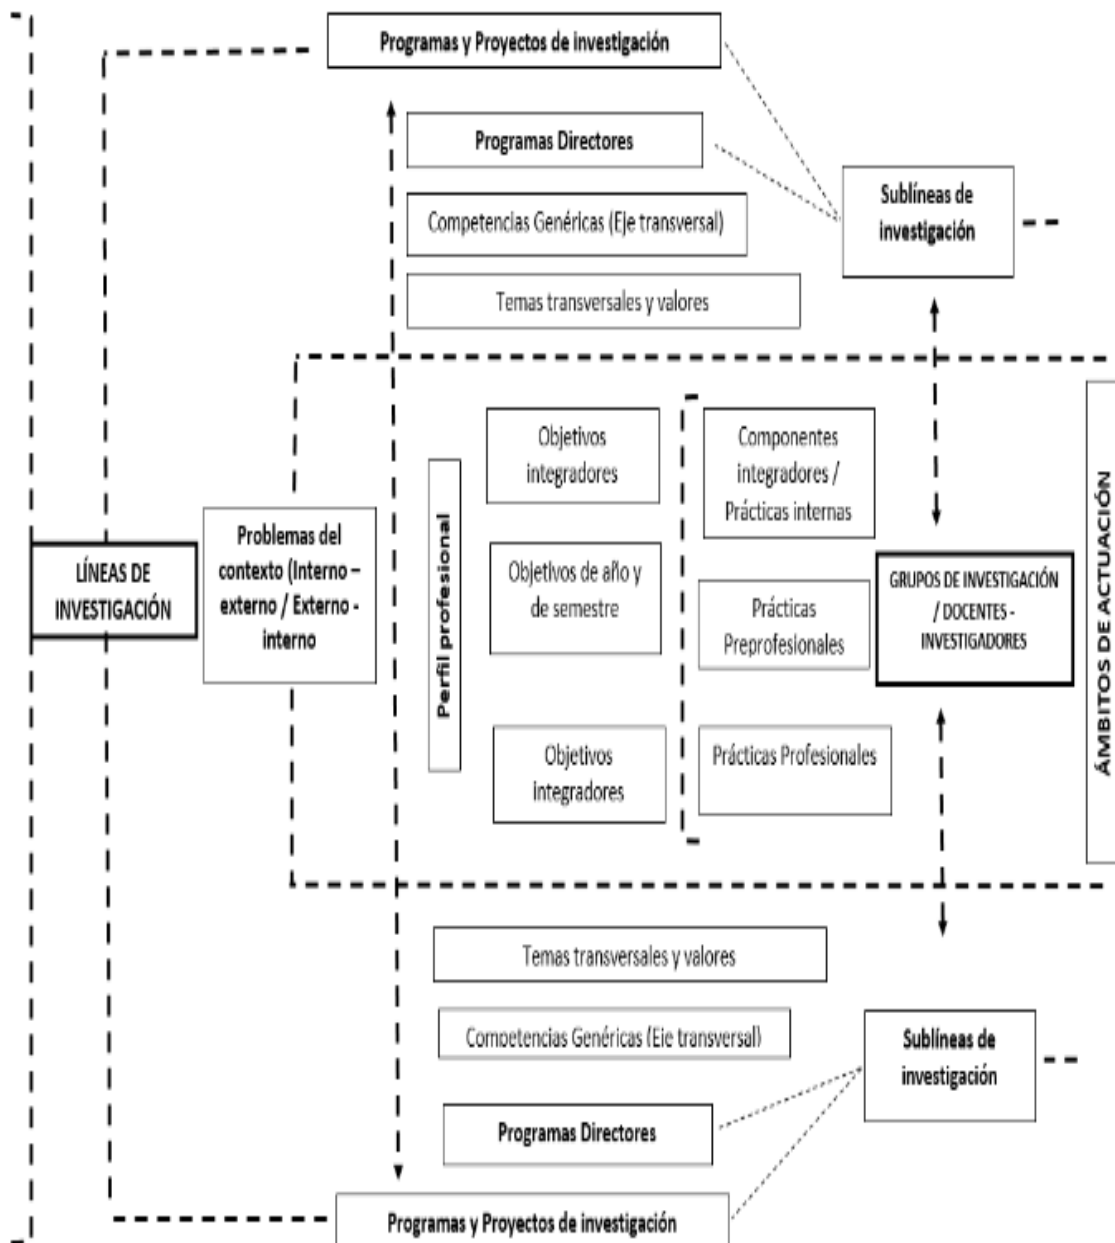 Programas y Proyectos de investigación
Programas Directores
Sublíneas de
investigación
Competencias Genéricas (Eje transversal)
Temas transversales y valores
LÍNEAS DE
INVESTIGACIÓN
Problemas del
contexto (Interno –
externo / Externo -
interno
Perfil profesional
Objetivos
integradores
Objetivos de año y
de semestre
Objetivos
integradores
Componentes
integradores /
Prácticas internas
Prácticas
Preprofesionales
Prácticas Profesionales
GRUPOS DE INVESTIGACIÓN
/ DOCENTES -
INVESTIGADORES
ÁMBITOS DE ACTUACIÓN
Temas transversales y valores
Competencias Genéricas (Eje transversal)
Sublíneas de
investigación
Programas Directores
Programas y Proyectos de investigación